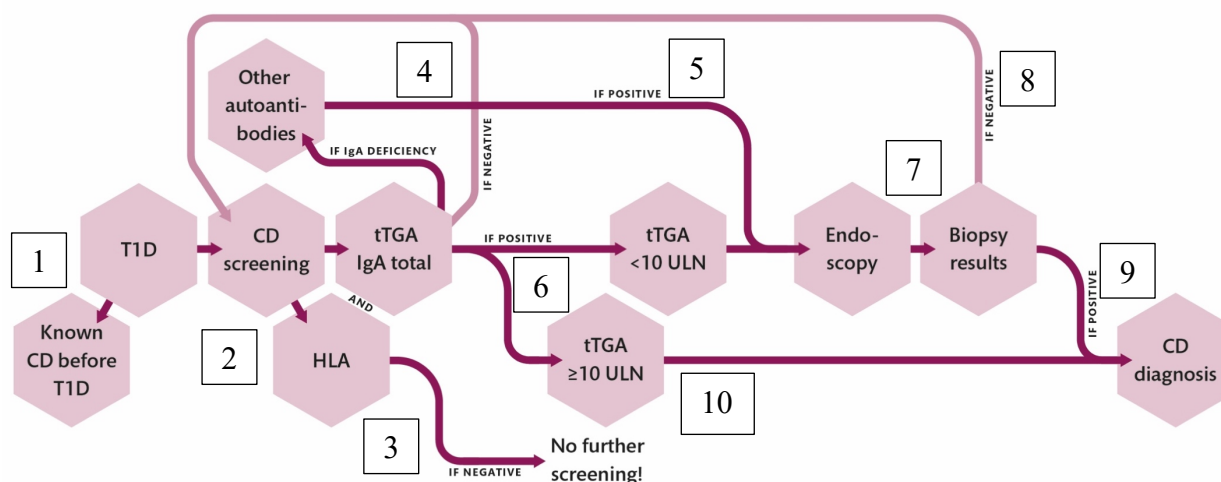 4
5
8
IF POSITIVE
IF NEGATIVE
Other
autoanti-
bodies
IF IgA DEFICIENCY
IF NEGATIVE
7
1
T1D
CD
screening
tTGA
IgA total
IF POSITIVE
tTGA
<10 ULN
Endo-
scopy
Biopsy
results
9
6
IF POSITIVE
AND
2
Known
CD before
T1D
HLA
tTGA
≥10 ULN
CD
diagnosis
10
3
IF NEGATIVE
No further
screening!